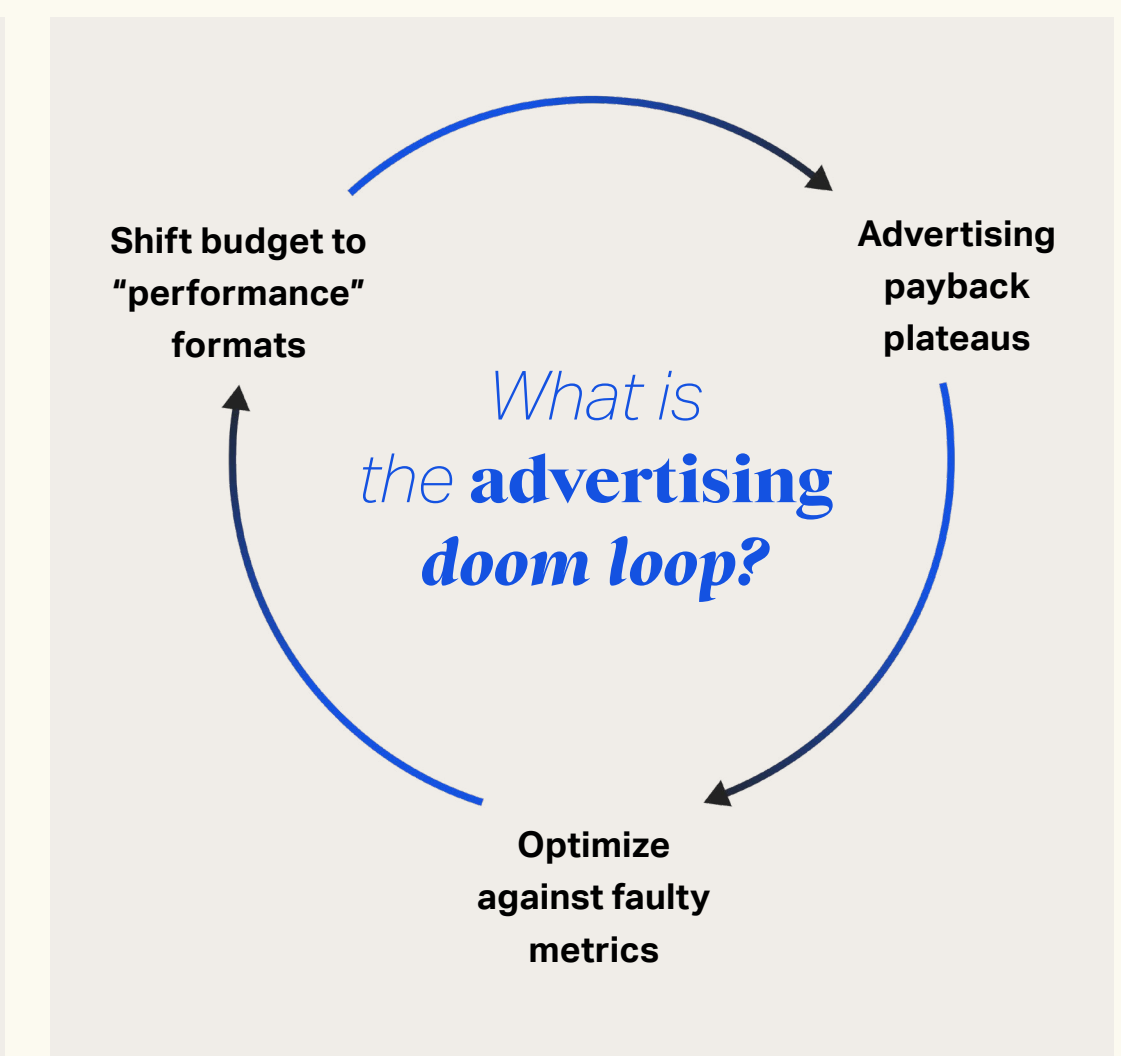 Shift budget to
“performance”
formats
Advertising
payback
plateaus
What is
the advertising
doom loop?
Optimize
against faulty
metrics